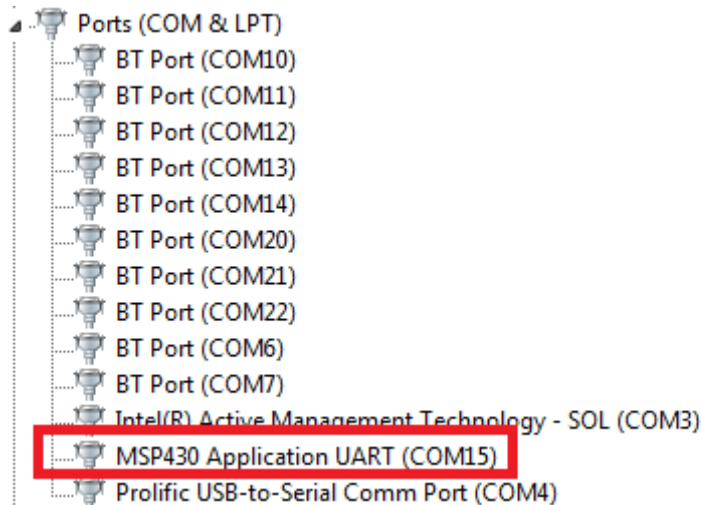 Ports (COM & LPT)
BT Port (COM10)
BT Port (COM11)
BT Port (COM12)
BT Port (COM13)
BT Port (COM14)
BT Port (COM20)
BT Port (COM21)
BT Port (COM22)
BT Port (COM6)
BT Port (COM7)
Intel(R) Active Management Technology - SOL (COM3)
MSP430 Application UART (COM15)
Prolific USB-to-Serial Comm Port (COM4)